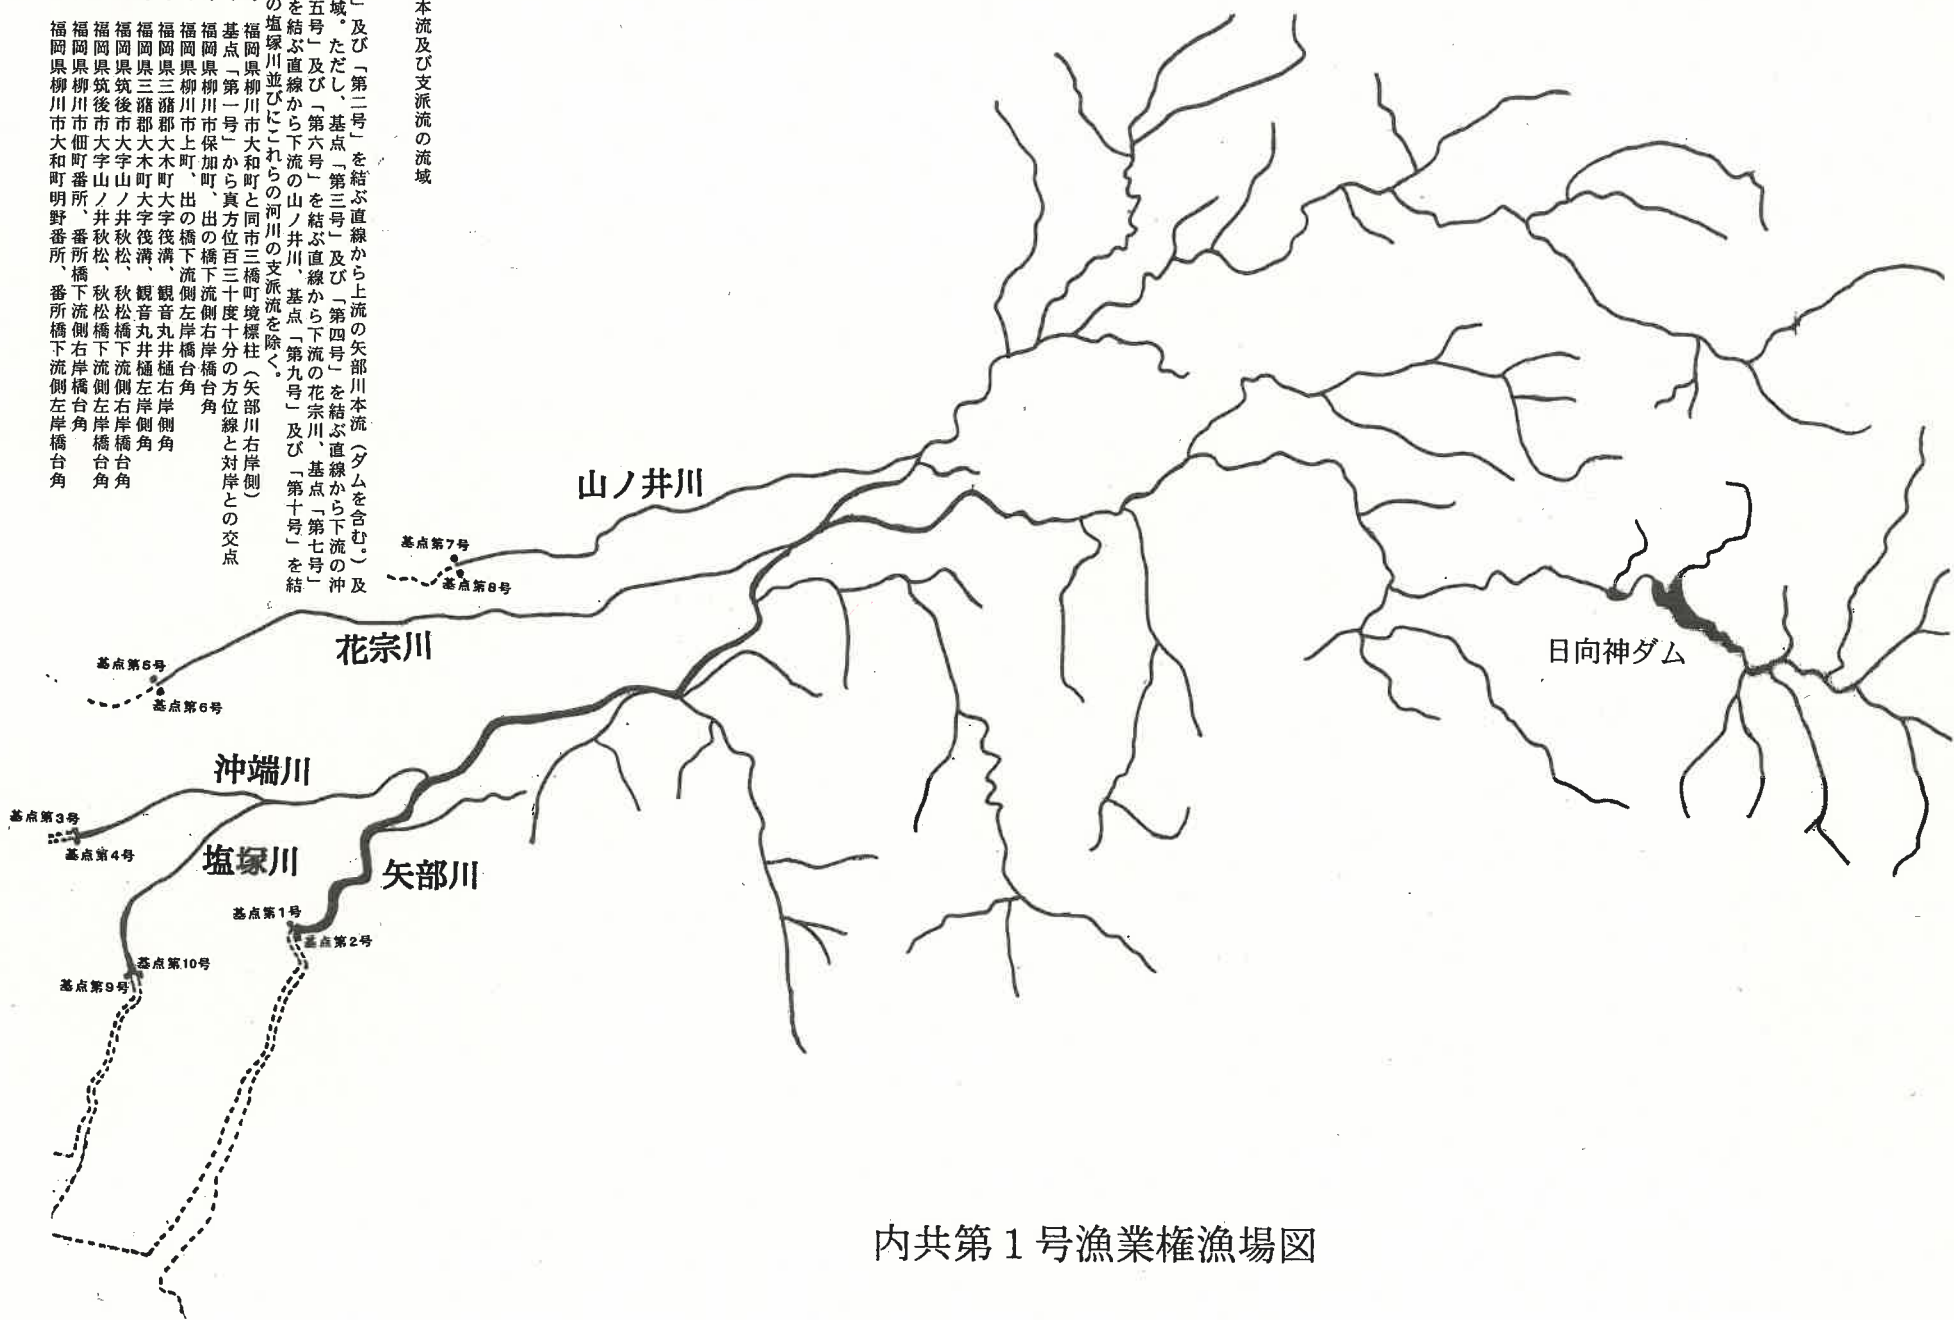 本流及び支派流の流域
」及び「第二号」を結ぶ直線から上流の矢部川本流（ダムを含む。）及
域。ただし、基点「第三号」及び「第四号」を結ぶ直線から下流の沖
五号」及び「第六号」を結ぶ直線から下流の花宗川、基点「第七号」
を結ぶ直線から下流の山ノ井川、基点「第九号」及び「第十号」を結
の塩塚川並びにこれらの河川の支派流を除く。
福岡県柳川市大和町と同市三橋町境標柱（矢部川右岸側）
基点「第一号」から真方位百三十度十分の方位線と対岸との交点
福岡県柳川市保加町、出の橋下流側右岸橋台角
福岡県柳川市上町、出の橋下流側左岸橋台角
福岡県三潴郡大木町大字筏溝、観音丸井樋右岸側角
福岡県三潴郡大木町大字筏溝、観音丸井樋左岸側角
福岡県筑後市大字山ノ井秋松、秋松橋下流側右岸橋台角
福岡県筑後市大字山ノ井秋松、秋松橋下流側左岸橋台角
福岡県柳川市佃町番所、番所橋下流側右岸橋台角
福岡県柳川市大和町明野番所、番所橋下流側左岸橋台角
山ノ井川
基点第7号
基点第8号
花宗川
基点第5号
基点第6号
日向神ダム
沖端川
基点第3号
基点第4号
塩塚川
矢部川
基点第1号
基点第2号
基点第10号
基点第9号
内共第1号漁業権漁場図